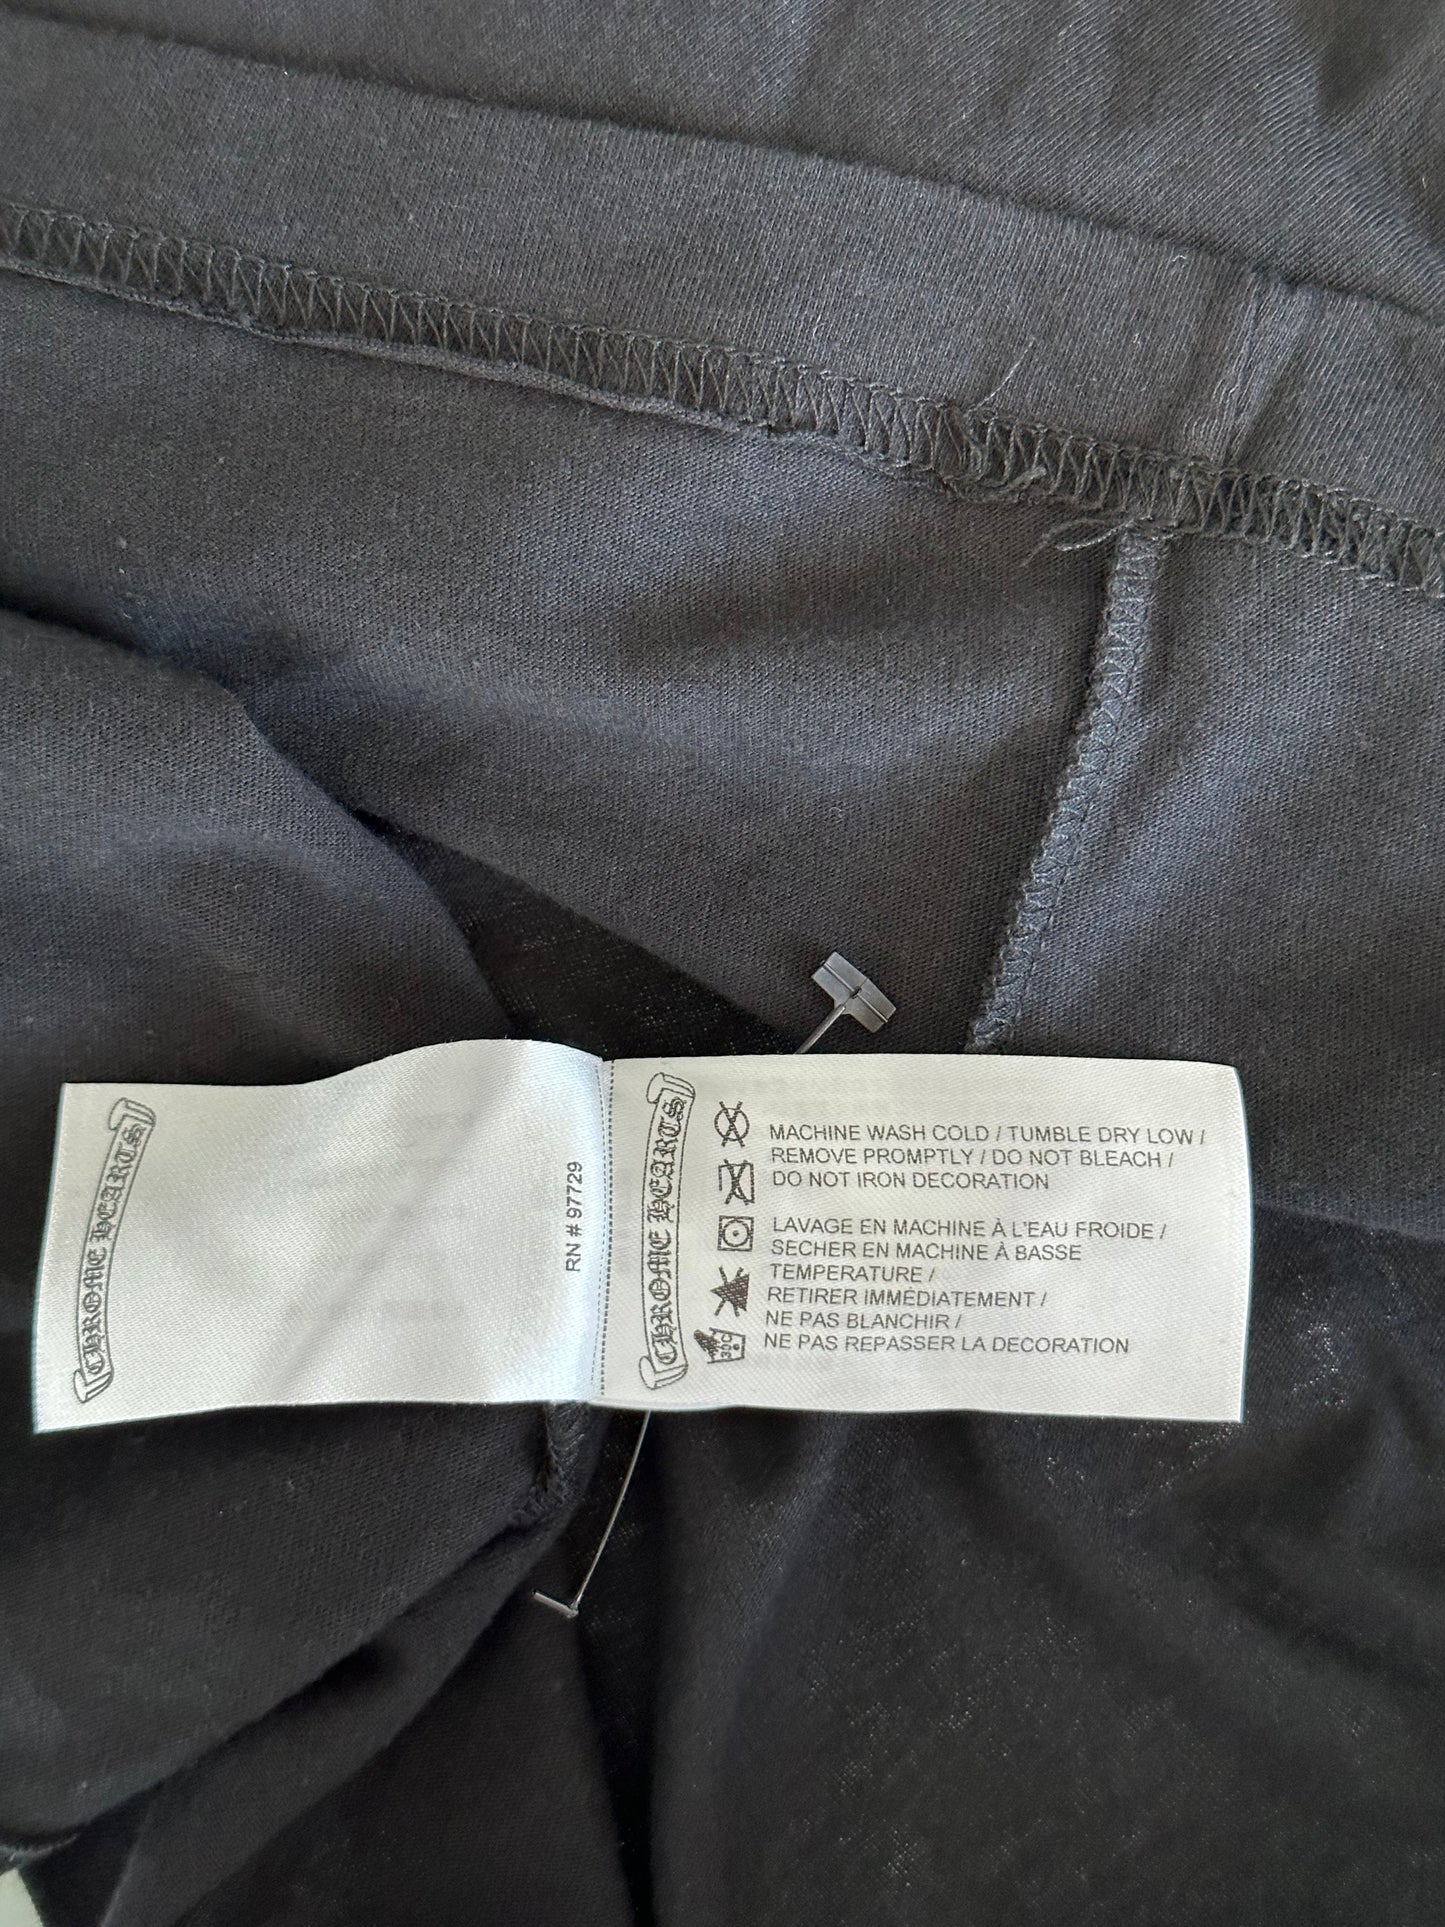 CHROME HEARTS
RN # 97729
CHROME HEARTS
MACHINE WASH COLD / TUMBLE DRY LOW /
REMOVE PROMPTLY / DO NOT BLEACH /
DO NOT IRON DECORATION
LAVAGE EN MACHINE À L'EAU FROIDE /
SECHER EN MACHINE À BASSE
TEMPERATURE /
RETIRER IMMÉDIATEMENT /
NE PAS BLANCHIR /
NE PAS REPASSER LA DECORATION
30C